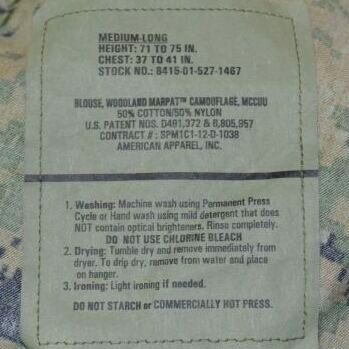 MEDIUM-LONG
HEIGHT: 71 TO 75 IN.
CHEST: 37 TO 41 IN.
STOCK NO.: 8415-01-527-1467
BLOUSE, WOODLAND MARPAT™ CAMOUFLAGE, MCCUU
50% COTTON/50% NYLON
U.S. PATENT NOS. D491,372 & 6,805,957
CONTRACT #: SPM1C1-12-D-1038
AMERICAN APPAREL, INC.
1. Washing: Machine wash using Permanent Press
Cycle or Hand wash using mild detergent that does
NOT contain optical brighteners. Rinse completely.
DO NOT USE CHLORINE BLEACH
2. Drying: Tumble dry and remove immediately from
dryer. To drip dry, remove from water and place
on hanger.
3. Ironing: Light ironing if needed.
DO NOT STARCH or COMMERCIALLY HOT PRESS.